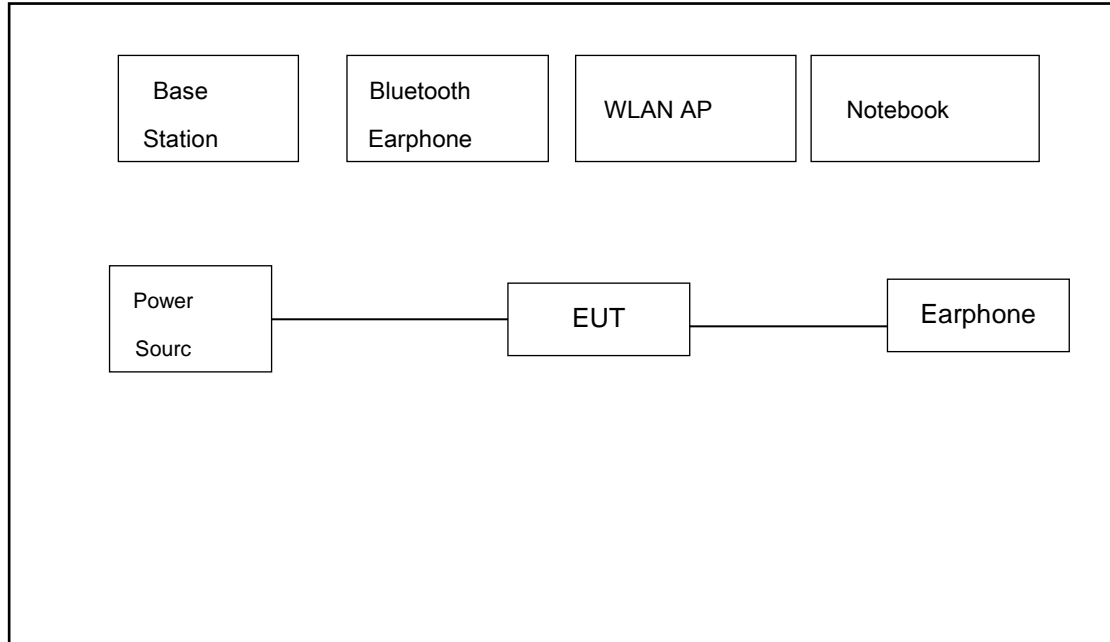 Base
Station
Bluetooth
Earphone
WLAN AP
Notebook
Power
Sourc
EUT
Earphone